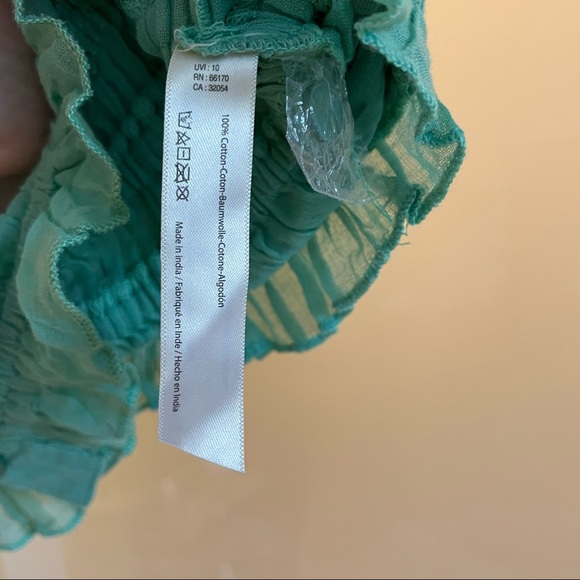 UVI : 10
RN : 66170
CA : 32054
100% Cotton-Coton-Baumwolle-Cotone-Algodón
Made in india / Fabriqué en Inde / Hecho en India